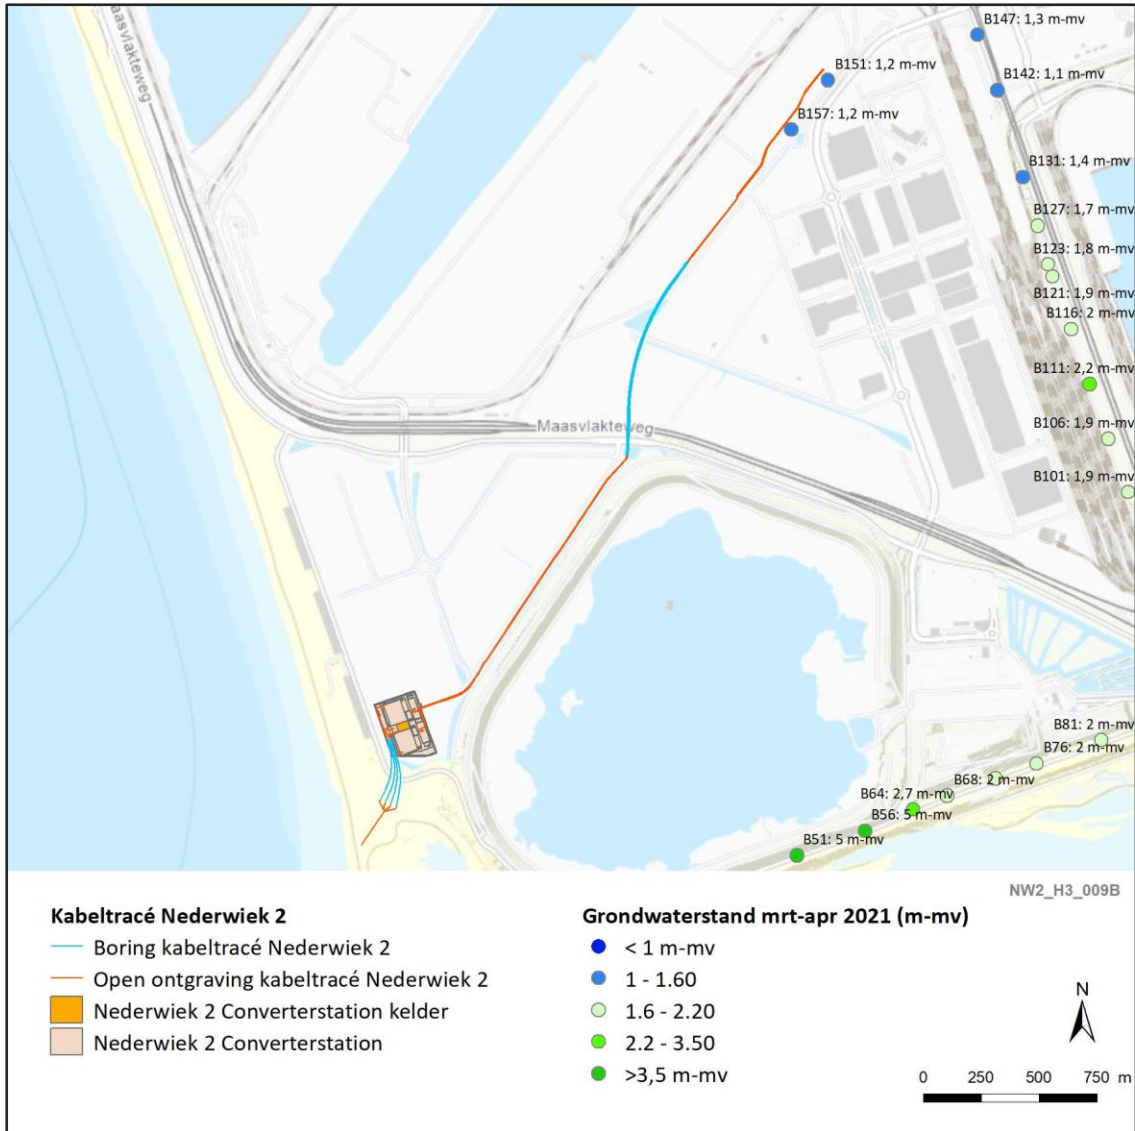 Maasvlakteweg
B147: 1,3 m-mv
B151: 1,2 m-mv
B142: 1,1 m-mv
B157: 1,2 m-mv
B131: 1,4 m-mv
B127: 1,7 m-mv
B123: 1,8 m-mv
B121: 1,9 m-mv
B116: 2 m-mv
B111: 2,2 m-mv
B106: 1,9 m-mv
Maasvlakteweg
B101: 1,9 m-mv
B81: 2 m-mv
B76: 2 m-mv
B68: 2 m-mv
B64: 2,7 m-mv
B56: 5 m-mv
B51: 5 m-mv
NW2_H3_009B
Kabeltracé Nederwiek 2
Boring kabeltracé Nederwiek 2
Open ontgraving kabeltracé Nederwiek 2
Nederwiek 2 Converterstation kelder
Nederwiek 2 Converterstation
Grondwaterstand mrt-apr 2021 (m-mv)
< 1 m-mv
1 - 1.60
1.6 - 2.20
2.2 - 3.50
>3,5 m-mv
N
0 250 500 750 m